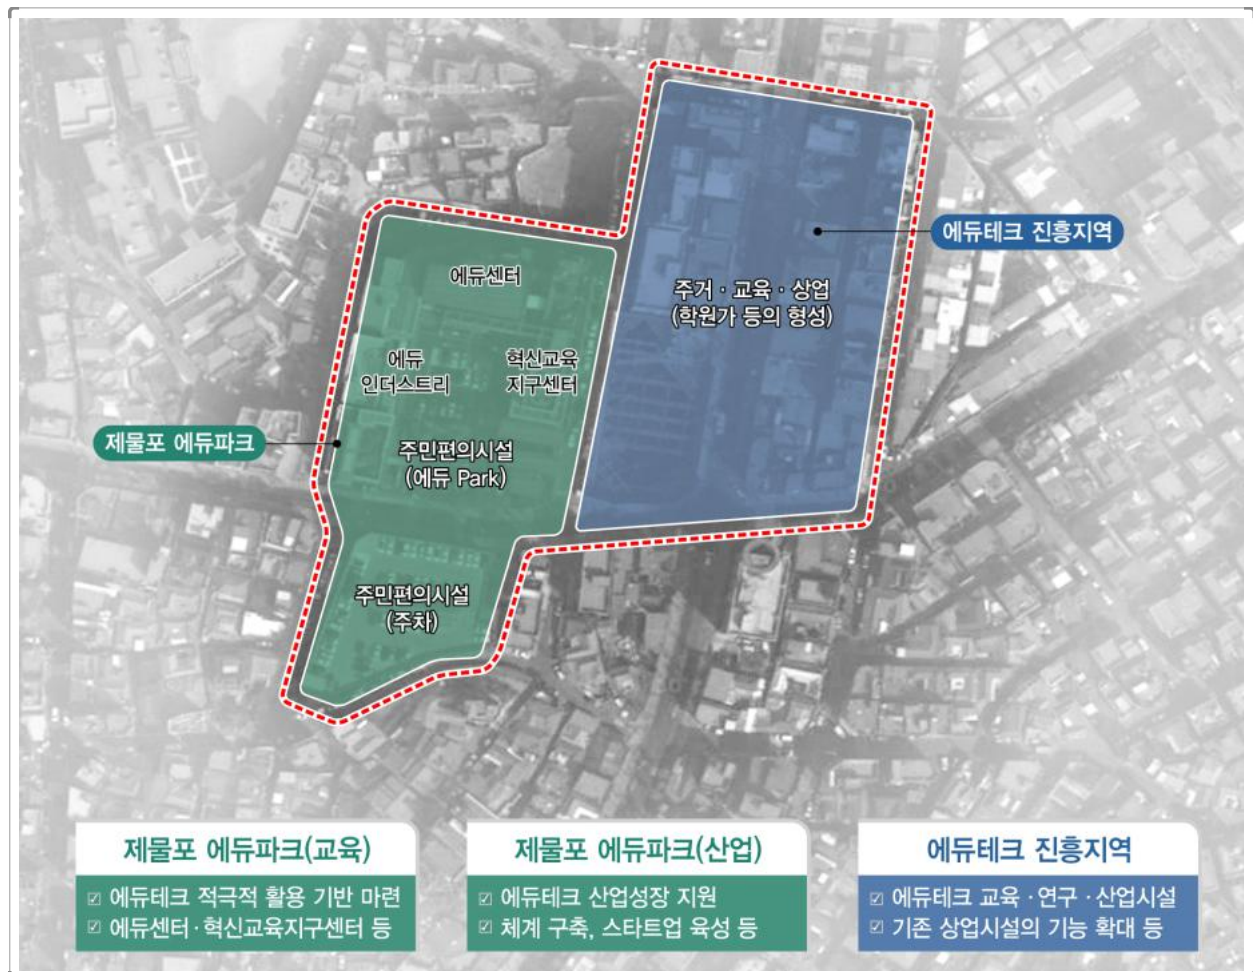 에듀테크 진흥지역
에듀센터
주거 · 교육 · 상업
(학원가 등의 형성)
에듀
인더스트리
혁신교육
지구센터
제물포 에듀파크
주민편의시설
(에듀 Park)
주민편의시설
(주차)
제물포 에듀파크(교육)
☑ 에듀테크 적극적 활용 기반 마련
☑ 에듀센터·혁신교육지구센터 등
제물포 에듀파크(산업)
☑ 에듀테크 산업성장 지원
☑ 체계 구축, 스타트업 육성 등
에듀테크 진흥지역
☑ 에듀테크 교육 · 연구 · 산업시설
☑ 기존 상업시설의 기능 확대 등